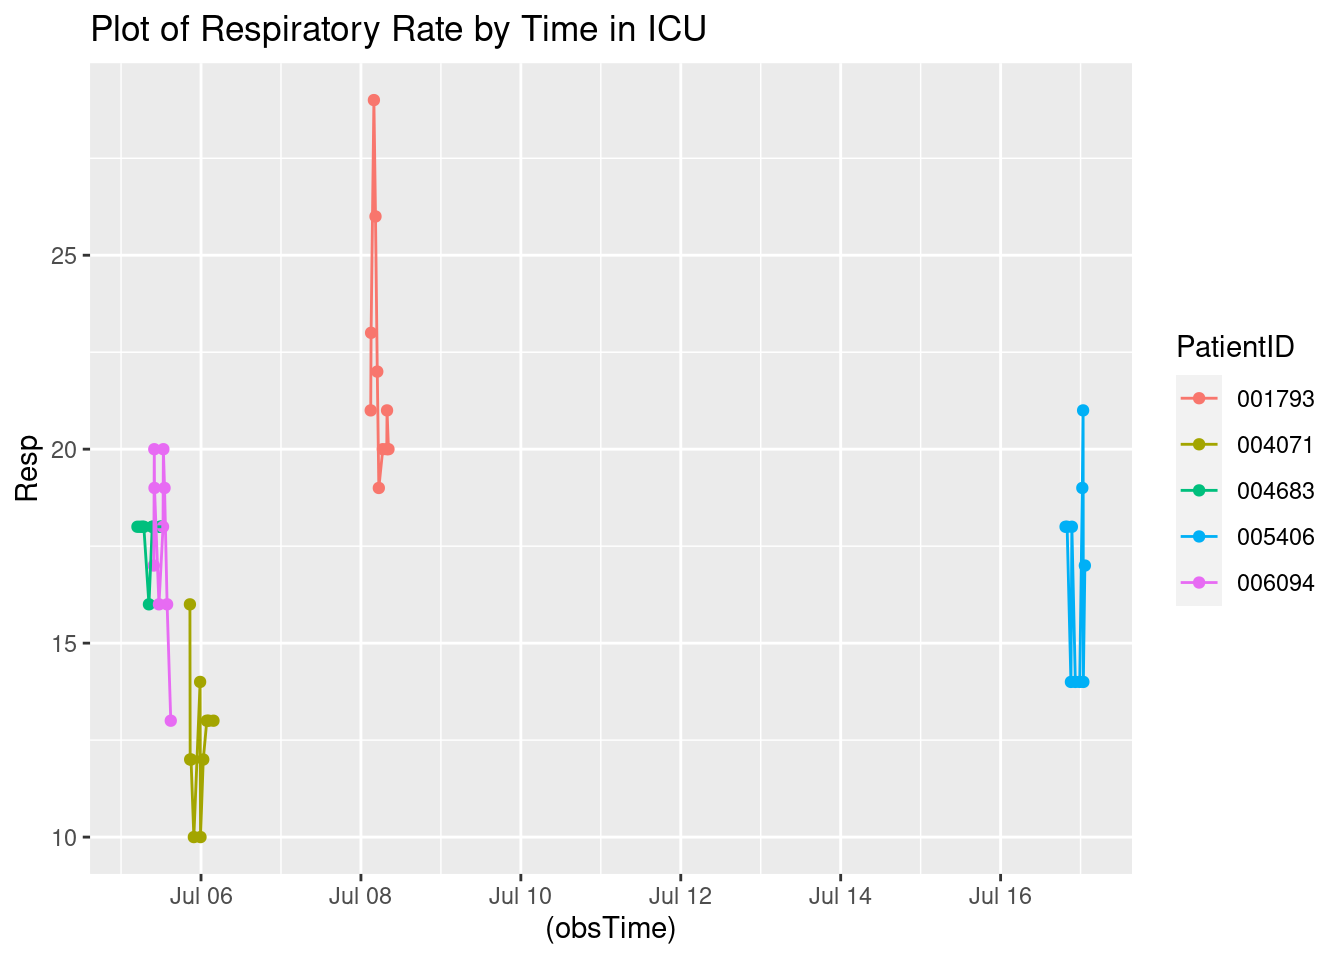 Plot of Respiratory Rate by Time in ICU
25
20
15
10
Resp
Jul 06 Jul 08 Jul 10 Jul 12 Jul 14 Jul 16
(obsTime)
PatientID
001793
004071
004683
005406
006094